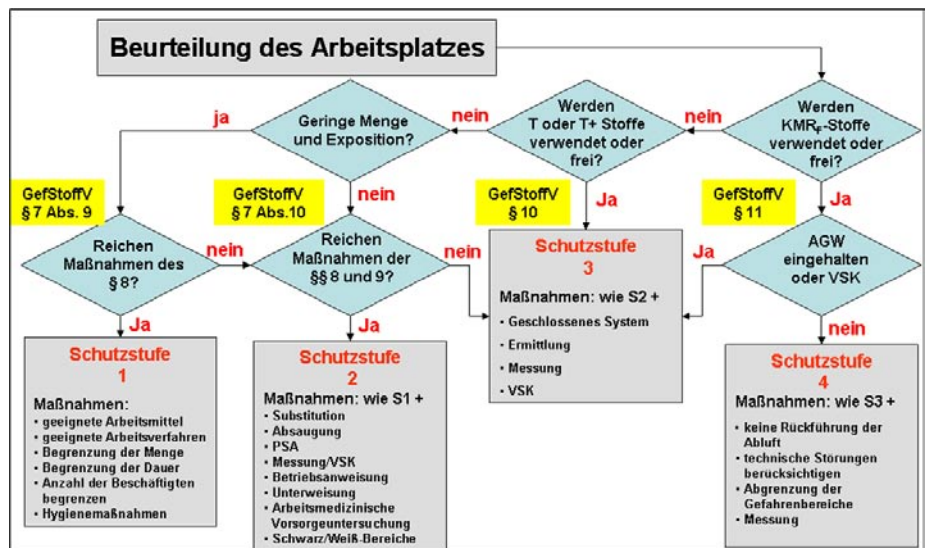 Beurteilung des Arbeitsplatzes
ja
Geringe Menge
und Exposition?
nein
Werden
T oder T+ Stoffe
verwendet oder
frei?
nein
Werden
KMRF-Stoffe
verwendet oder
frei?
GefStoffV
§ 7 Abs. 9
GefStoffV
§ 7 Abs.10
nein
GefStoffV
§ 10
Ja
GefStoffV
§ 11
Ja
Reichen
Maßnahmen des
§ 8?
nein
Reichen
Maßnahmen der
§§ 8 und 9?
nein
Ja
AGW
eingehalten
oder VSK
Ja
Ja
nein
Schutzstufe
1
Maßnahmen:
• geeignete Arbeitsmittel
• geeignete Arbeitsverfahren
• Begrenzung der Menge
• Begrenzung der Dauer
• Anzahl der Beschäftigten
begrenzen
• Hygienemaßnahmen
Schutzstufe
2
Maßnahmen: wie S1 +
• Substitution
• Absaugung
• PSA
• Messung/VSK
• Betriebsanweisung
• Unterweisung
• Arbeitsmedizinische
Vorsorgeuntersuchung
• Schwarz/Weiß-Bereiche
Schutzstufe
3
Maßnahmen: wie S2 +
• Geschlossenes System
• Ermittlung
• Messung
• VSK
Schutzstufe
4
Maßnahmen: wie S3 +
• keine Rückführung der
Abluft
• technische Störungen
berücksichtigen
• Abgrenzung der
Gefahrenbereiche
• Messung